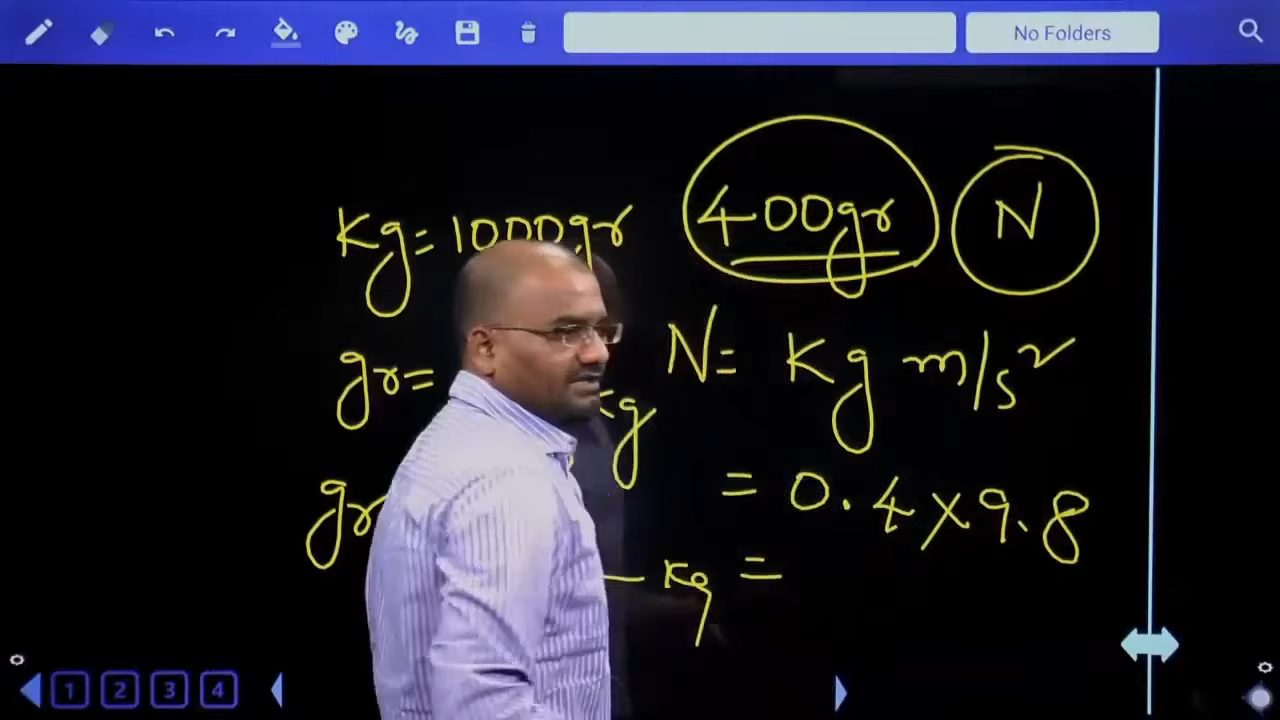 No Folders
Kg = 1000gr
400gr
N
gr =
kg
N = Kg m/s²
gr
= 0.4 × 9.8
Kg =
1 2 3 4